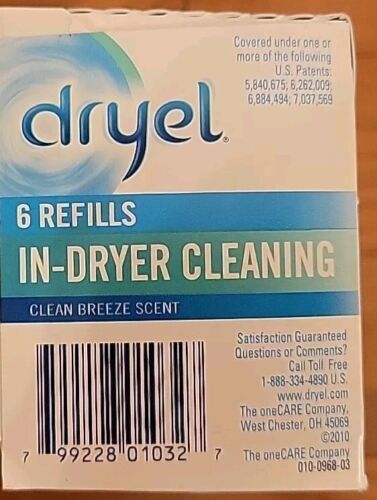 Covered under one or
more of the following
U.S. Patents:
5,840,675; 6,262,009;
6,884,494; 7,037,569
dryel®
6 REFILLS
IN-DRYER CLEANING
CLEAN BREEZE SCENT
Satisfaction Guaranteed
Questions or Comments?
Call Toll Free
1-888-334-4890 U.S.
www.dryel.com
The oneCARE Company,
West Chester, OH 45069
©2010
The oneCARE Company
010-0968-03
7 99228 01032 7